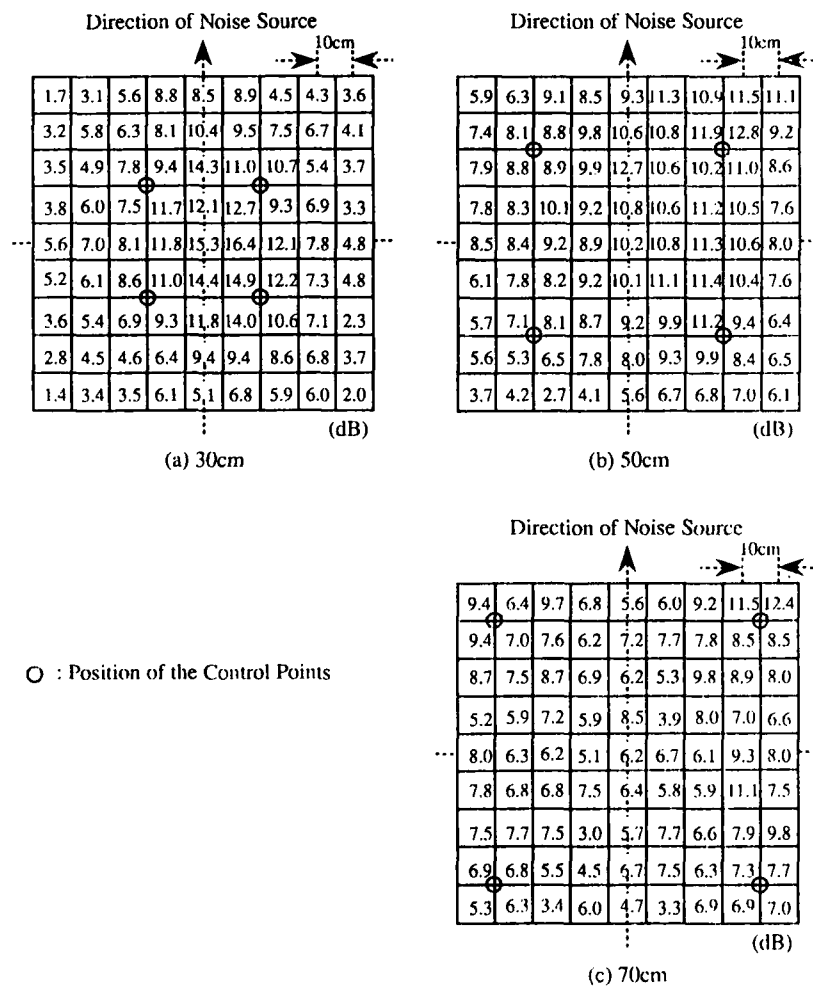 Direction of Noise Source
10cm
1.7 3.1 5.6 8.8 8.5 8.9 4.5 4.3 3.6
3.2 5.8 6.3 8.1 10.4 9.5 7.5 6.7 4.1
3.5 4.9 7.8 9.4 14.3 11.0 10.7 5.4 3.7
3.8 6.0 7.5 11.7 12.1 12.7 9.3 6.9 3.3
5.6 7.0 8.1 11.8 15.3 16.4 12.1 7.8 4.8
5.2 6.1 8.6 11.0 14.4 14.9 12.2 7.3 4.8
3.6 5.4 6.9 9.3 11.8 14.0 10.6 7.1 2.3
2.8 4.5 4.6 6.4 9.4 9.4 8.6 6.8 3.7
1.4 3.4 3.5 6.1 5.1 6.8 5.9 6.0 2.0
(dB)
(a) 30cm
Direction of Noise Source
10cm
5.9 6.3 9.1 8.5 9.3 11.3 10.9 11.5 11.1
7.4 8.1 8.8 9.8 10.6 10.8 11.9 12.8 9.2
7.9 8.8 8.9 9.9 12.7 10.6 10.2 11.0 8.6
7.8 8.3 10.1 9.2 10.8 10.6 11.2 10.5 7.6
8.5 8.4 9.2 8.9 10.2 10.8 11.3 10.6 8.0
6.1 7.8 8.2 9.2 10.1 11.1 11.4 10.4 7.6
5.7 7.1 8.1 8.7 9.2 9.9 11.2 9.4 6.4
5.6 5.3 6.5 7.8 8.0 9.3 9.9 8.4 6.5
3.7 4.2 2.7 4.1 5.6 6.7 6.8 7.0 6.1
(dB)
(b) 50cm
Direction of Noise Source
10cm
9.4 6.4 9.7 6.8 5.6 6.0 9.2 11.5 12.4
9.4 7.0 7.6 6.2 7.2 7.7 7.8 8.5 8.5
8.7 7.5 8.7 6.9 6.2 5.3 9.8 8.9 8.0
5.2 5.9 7.2 5.9 8.5 3.9 8.0 7.0 6.6
8.0 6.3 6.2 5.1 6.2 6.7 6.1 9.3 8.0
7.8 6.8 6.8 7.5 6.4 5.8 5.9 11.1 7.5
7.5 7.7 7.5 3.0 5.7 7.7 6.6 7.9 9.8
6.9 6.8 5.5 4.5 6.7 7.5 6.3 7.3 7.7
5.3 6.3 3.4 6.0 4.7 3.3 6.9 6.9 7.0
(dB)
(c) 70cm
: Position of the Control Points